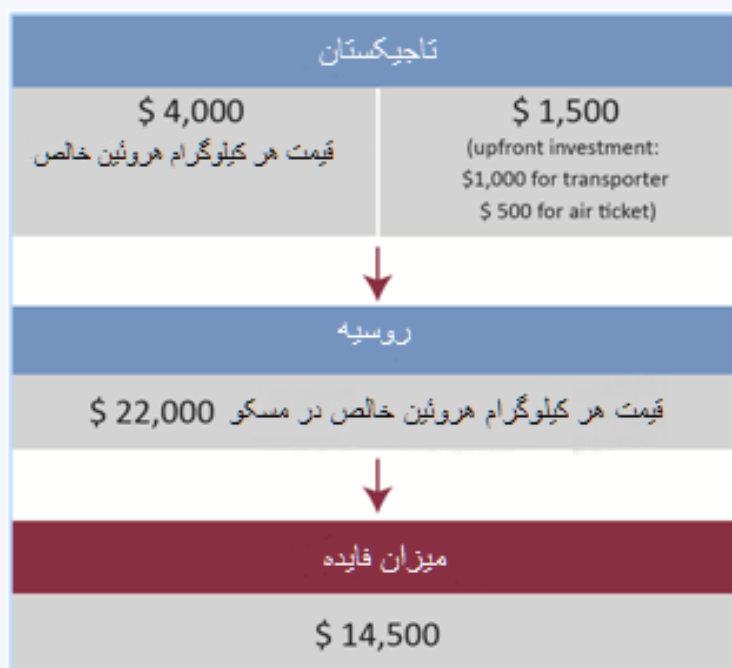 تاجیکستان
$ 4,000
قیمت هر کیلوگرام هروئین خالص
$ 1,500
(upfront investment:
$1,000 for transporter
$ 500 for air ticket)
روسیه
قیمت هر کیلوگرام هروئین خالص در مسکو $ 22,000
میزان فایده
$ 14,500